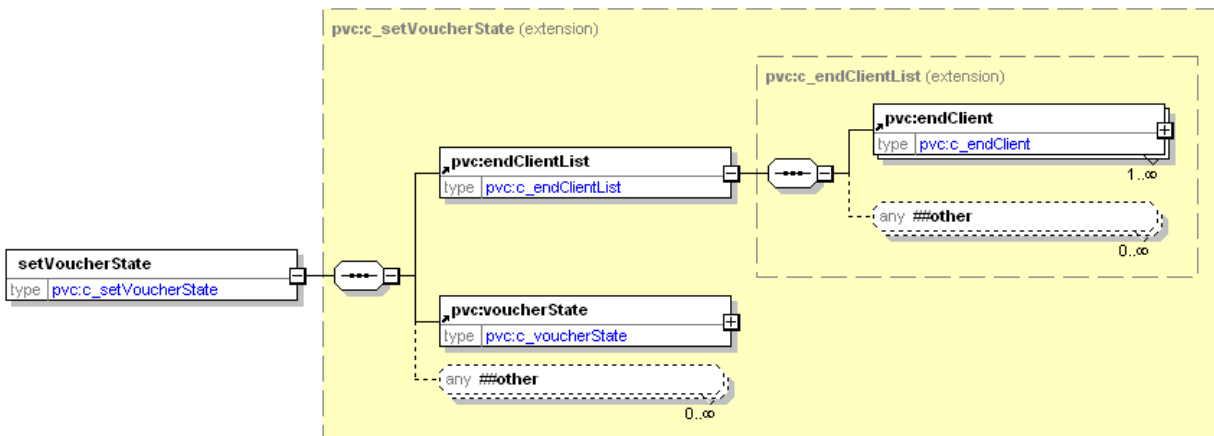 pvc:c_setVoucherState (extension)
pvc:c_endClientList (extension)
pvc:endClient
type pvc:c_endClient
1..∞
pvc:endClientList
type pvc:c_endClientList
any ##other
0..∞
setVoucherState
type pvc:c_setVoucherState
pvc:voucherState
type pvc:c_voucherState
any ##other
0..∞